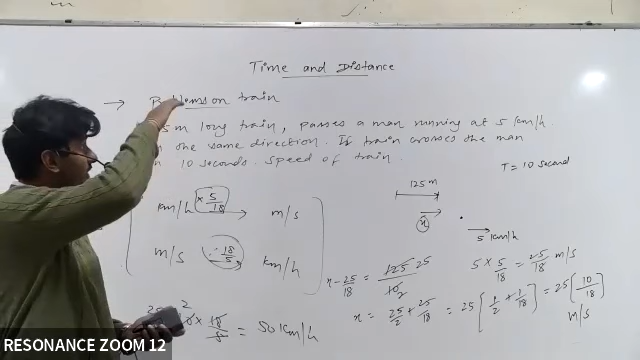 Time and Distance
→ on train
5m long train, passes a man running at 5 km/h.
the same direction. If train crosses the man
in 10 seconds. Speed of train.
T = 10 second
km/h × 5/18 → m/s
m/s 18/5 → km/h
125 m
x
5 km/h
5 × 5/18 = 25/18 m/s
x - 25/18 = 125 25 / 10 2
x = 25/2 + 25/18 = 25[1/2 + 1/18] = 25[10/18]
m/s
2
× 18/5 = 50 km/h
RESONANCE ZOOM 12